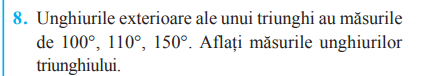 8. Unghiurile exterioare ale unui triunghi au măsurile
de 100°, 110°, 150°. Aflați măsurile unghiurilor
triunghiului.